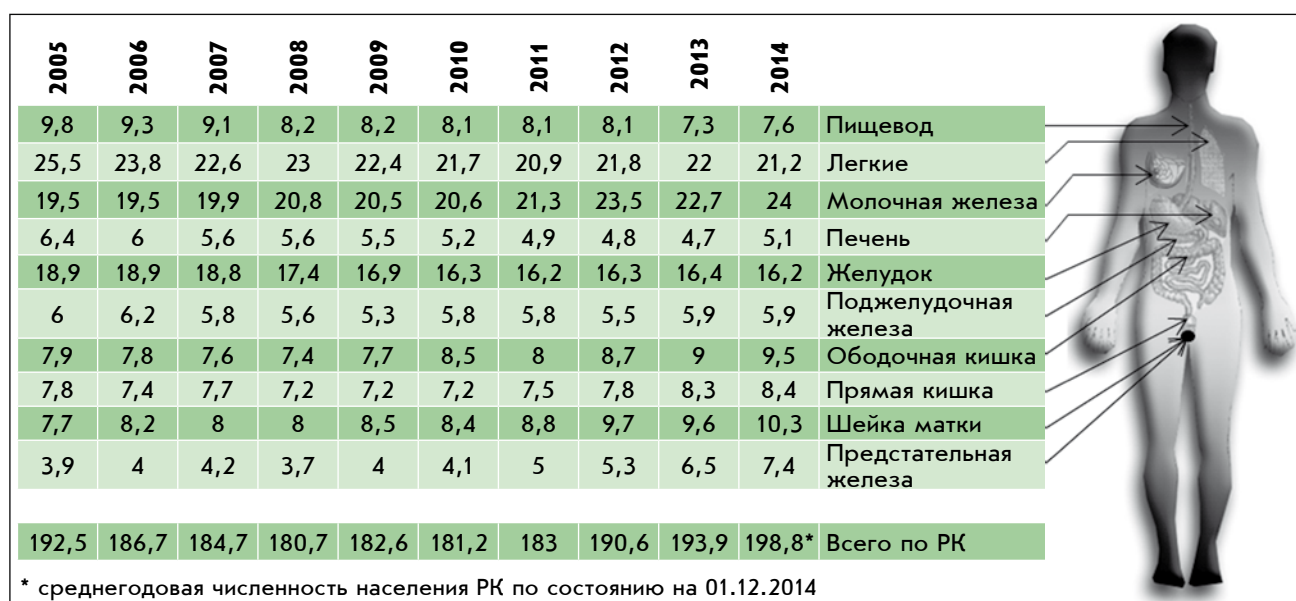 2005 2006 2007 2008 2009 2010 2011 2012 2013 2014
9,8 9,3 9,1 8,2 8,2 8,1 8,1 8,1 7,3 7,6 Пищевод
25,5 23,8 22,6 23 22,4 21,7 20,9 21,8 22 21,2 Легкие
19,5 19,5 19,9 20,8 20,5 20,6 21,3 23,5 22,7 24 Молочная железа
6,4 6 5,6 5,6 5,5 5,2 4,9 4,8 4,7 5,1 Печень
18,9 18,9 18,8 17,4 16,9 16,3 16,2 16,3 16,4 16,2 Желудок
6 6,2 5,8 5,6 5,3 5,8 5,8 5,5 5,9 5,9 Поджелудочная
железа
7,9 7,8 7,6 7,4 7,7 8,5 8 8,7 9 9,5 Ободочная кишка
7,8 7,4 7,7 7,2 7,2 7,2 7,5 7,8 8,3 8,4 Прямая кишка
7,7 8,2 8 8 8,5 8,4 8,8 9,7 9,6 10,3 Шейка матки
3,9 4 4,2 3,7 4 4,1 5 5,3 6,5 7,4 Предстательная
железа
192,5 186,7 184,7 180,7 182,6 181,2 183 190,6 193,9 198,8* Всего по РК
* среднегодовая численность населения РК по состоянию на 01.12.2014